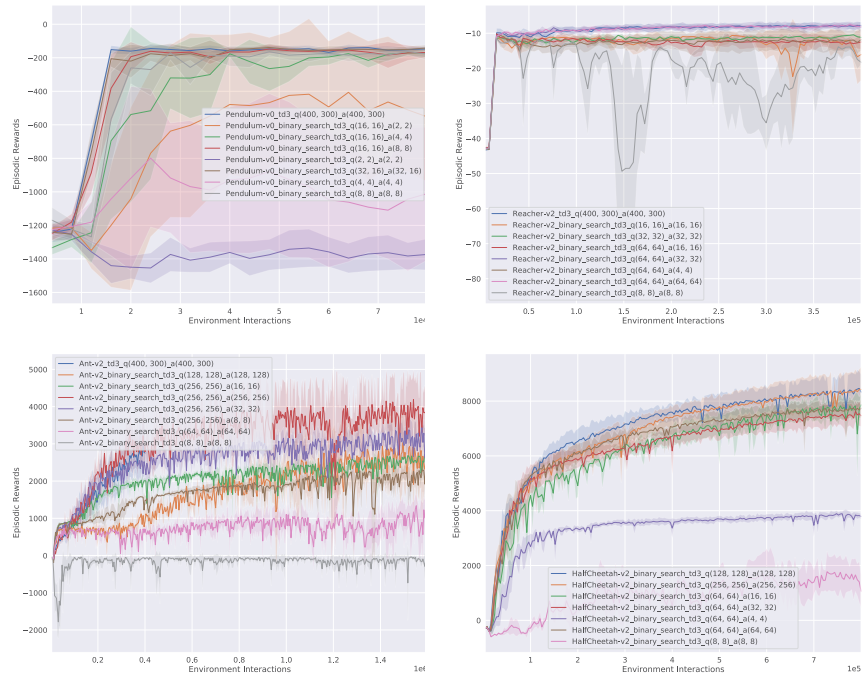 0
−200
−400
−600
−800
−1000
−1200
−1400
−1600
Episodic Rewards
Pendulum-v0_td3_q(400, 300)_a(400, 300)
Pendulum-v0_binary_search_td3_q(16, 16)_a(2, 2)
Pendulum-v0_binary_search_td3_q(16, 16)_a(4, 4)
Pendulum-v0_binary_search_td3_q(16, 16)_a(8, 8)
Pendulum-v0_binary_search_td3_q(2, 2)_a(2, 2)
Pendulum-v0_binary_search_td3_q(32, 16)_a(32, 16)
Pendulum-v0_binary_search_td3_q(4, 4)_a(4, 4)
Pendulum-v0_binary_search_td3_q(8, 8)_a(8, 8)
1 2 3 4 5 6 7
Environment Interactions
−10
−20
−30
−40
−50
−60
−70
−80
Episodic Rewards
Reacher-v2_td3_q(400, 300)_a(400, 300)
Reacher-v2_binary_search_td3_q(16, 16)_a(16, 16)
Reacher-v2_binary_search_td3_q(32, 32)_a(32, 32)
Reacher-v2_binary_search_td3_q(64, 64)_a(16, 16)
Reacher-v2_binary_search_td3_q(64, 64)_a(32, 32)
Reacher-v2_binary_search_td3_q(64, 64)_a(4, 4)
Reacher-v2_binary_search_td3_q(64, 64)_a(64, 64)
Reacher-v2_binary_search_td3_q(8, 8)_a(8, 8)
0.5 1.0 1.5 2.0 2.5 3.0 3.5
Environment Interactions
1e5
5000
4000
3000
2000
1000
0
−1000
−2000
Episodic Rewards
Ant-v2_td3_q(400, 300)_a(400, 300)
Ant-v2_binary_search_td3_q(128, 128)_a(128, 128)
Ant-v2_binary_search_td3_q(256, 256)_a(16, 16)
Ant-v2_binary_search_td3_q(256, 256)_a(256, 256)
Ant-v2_binary_search_td3_q(256, 256)_a(32, 32)
Ant-v2_binary_search_td3_q(256, 256)_a(8, 8)
Ant-v2_binary_search_td3_q(64, 64)_a(64, 64)
Ant-v2_binary_search_td3_q(8, 8)_a(8, 8)
0.2 0.4 0.6 0.8 1.0 1.2 1.4
Environment Interactions
8000
6000
4000
2000
0
Episodic Rewards
HalfCheetah-v2_binary_search_td3_q(128, 128)_a(128, 128)
HalfCheetah-v2_binary_search_td3_q(256, 256)_a(256, 256)
HalfCheetah-v2_binary_search_td3_q(64, 64)_a(16, 16)
HalfCheetah-v2_binary_search_td3_q(64, 64)_a(32, 32)
HalfCheetah-v2_binary_search_td3_q(64, 64)_a(4, 4)
HalfCheetah-v2_binary_search_td3_q(64, 64)_a(64, 64)
HalfCheetah-v2_binary_search_td3_q(8, 8)_a(8, 8)
1 2 3 4 5 6 7
Environment Interactions
1e5